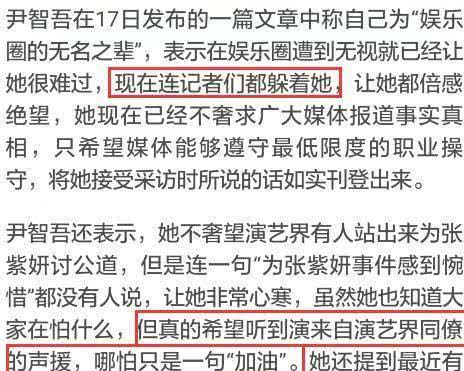 尹智吾在17日发布的一篇文章中称自己为“娱乐
圈的无名之辈”，表示在娱乐圈遭到无视就已经让
她很难过，现在连记者们都躲着她，让她都倍感
绝望，她现在已经不奢求广大媒体报道事实真
相，只希望媒体能够遵守最低限度的职业操
守，将她接受采访时所说的话如实刊登出来。
尹智吾还表示，她不奢望演艺界有人站出来为张
紫妍讨公道，但是连一句“为张紫妍事件感到惋
惜”都没有人说，让她非常心寒，虽然她也知道大
家在怕什么，但真的希望听到演来自演艺界同僚
的声援，哪怕只是一句“加油”。她还提到最近有